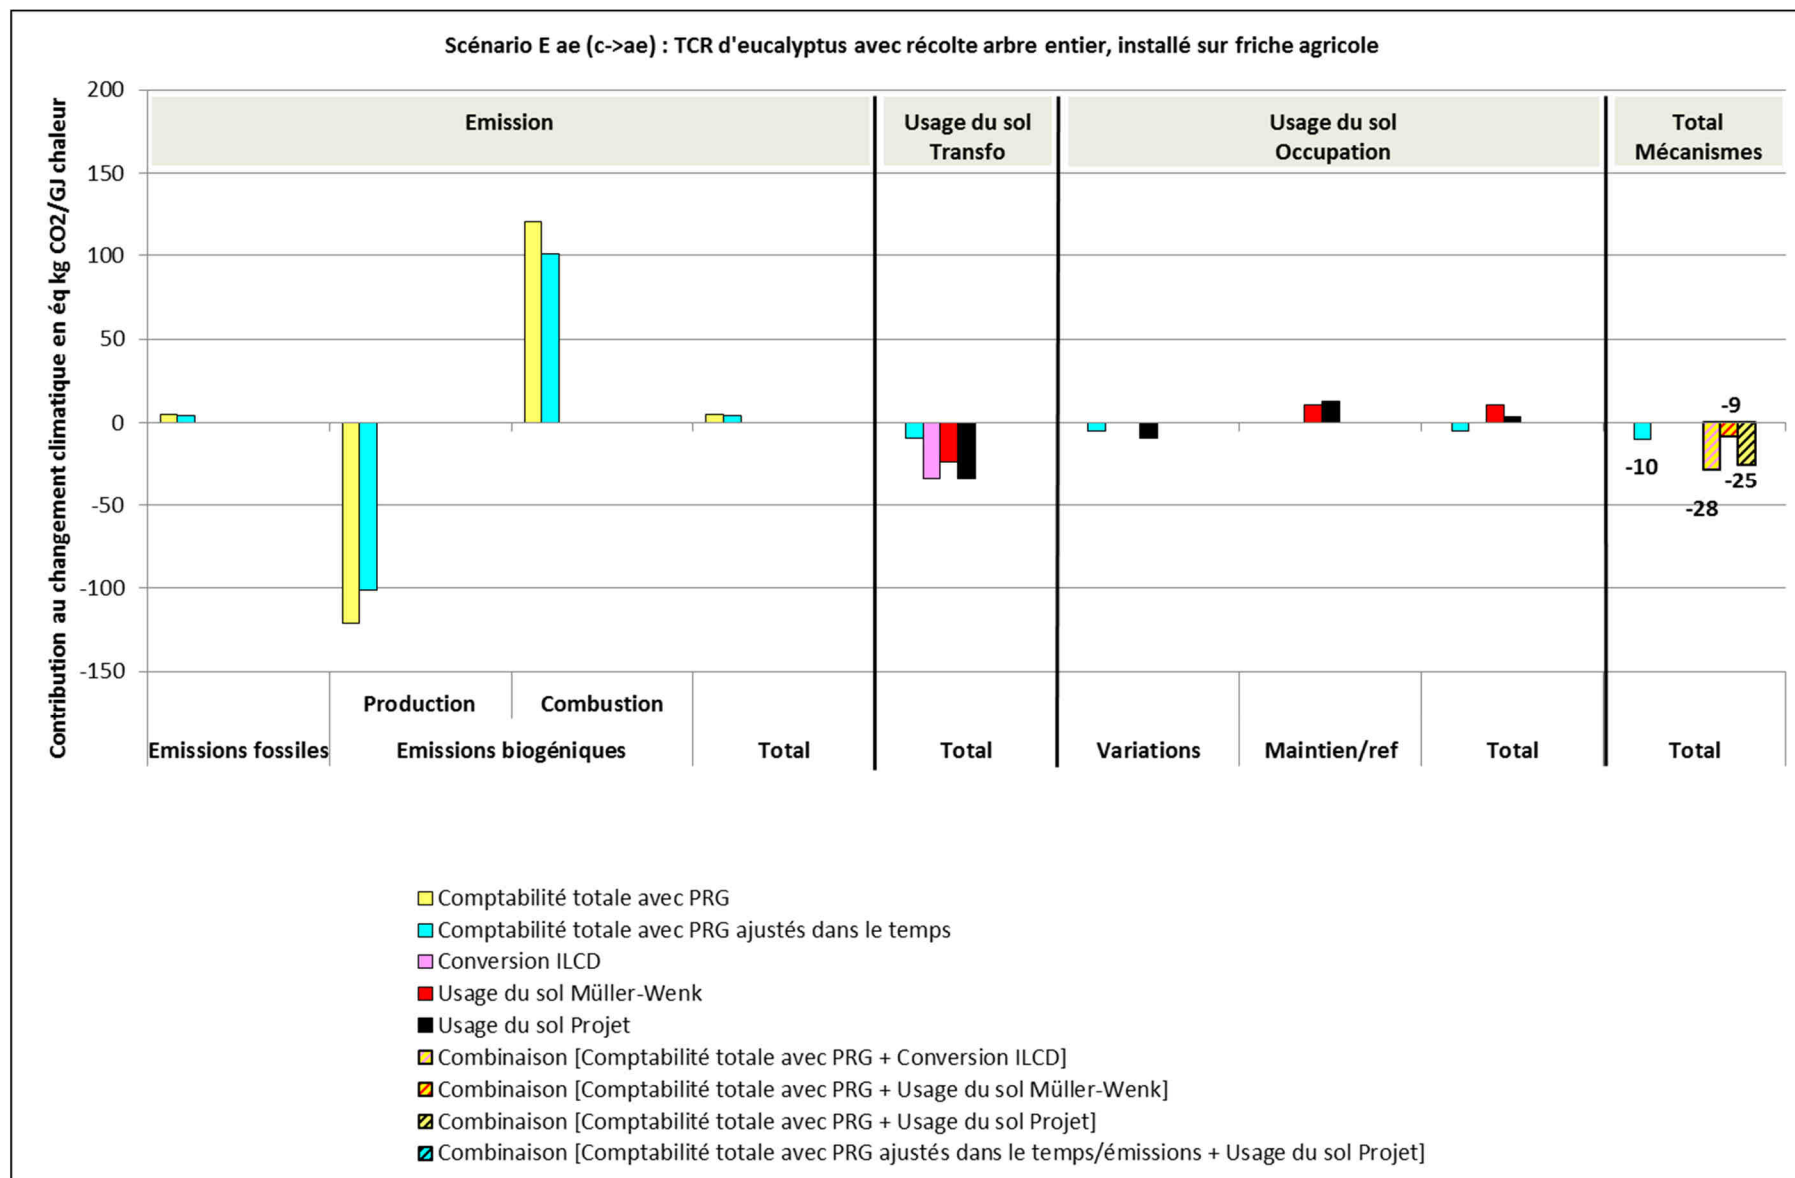 Scénario E ae (c->ae) : TCR d'eucalyptus avec récolte arbre entier, installé sur friche agricole
Contribution au changement climatique en éq kg CO2/GJ chaleur
200
150
100
50
0
-50
-100
-150
Emission
Usage du sol
Transfo
Usage du sol
Occupation
Total
Mécanismes
-9
-10
-25
-28
Production
Combustion
Emissions fossiles
Emissions biogéniques
Total
Total
Variations
Maintien/ref
Total
Total
Comptabilité totale avec PRG
Comptabilité totale avec PRG ajustés dans le temps
Conversion ILCD
Usage du sol Müller-Wenk
Usage du sol Projet
Combinaison [Comptabilité totale avec PRG + Conversion ILCD]
Combinaison [Comptabilité totale avec PRG + Usage du sol Müller-Wenk]
Combinaison [Comptabilité totale avec PRG + Usage du sol Projet]
Combinaison [Comptabilité totale avec PRG ajustés dans le temps/émissions + Usage du sol Projet]